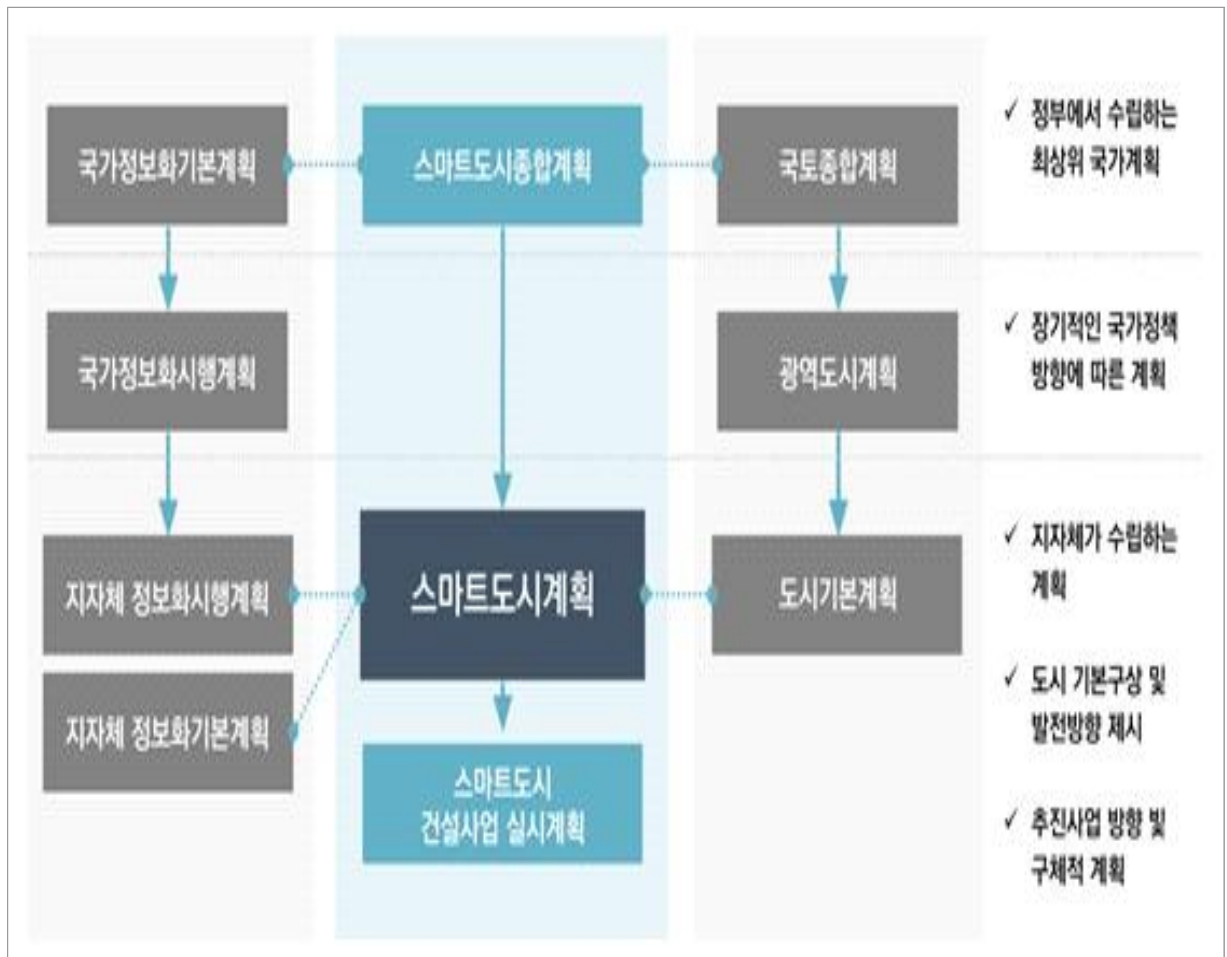 국가정보화기본계획
스마트도시종합계획
국토종합계획
✓ 정부에서 수립하는
최상위 국가계획
국가정보화시행계획
광역도시계획
✓ 장기적인 국가정책
방향에 따른 계획
지자체 정보화시행계획
스마트도시계획
도시기본계획
✓ 지자체가 수립하는
계획
지자체 정보화기본계획
✓ 도시 기본구상 및
발전방향 제시
스마트도시
건설사업 실시계획
✓ 추진사업 방향 빛
구체적 계획